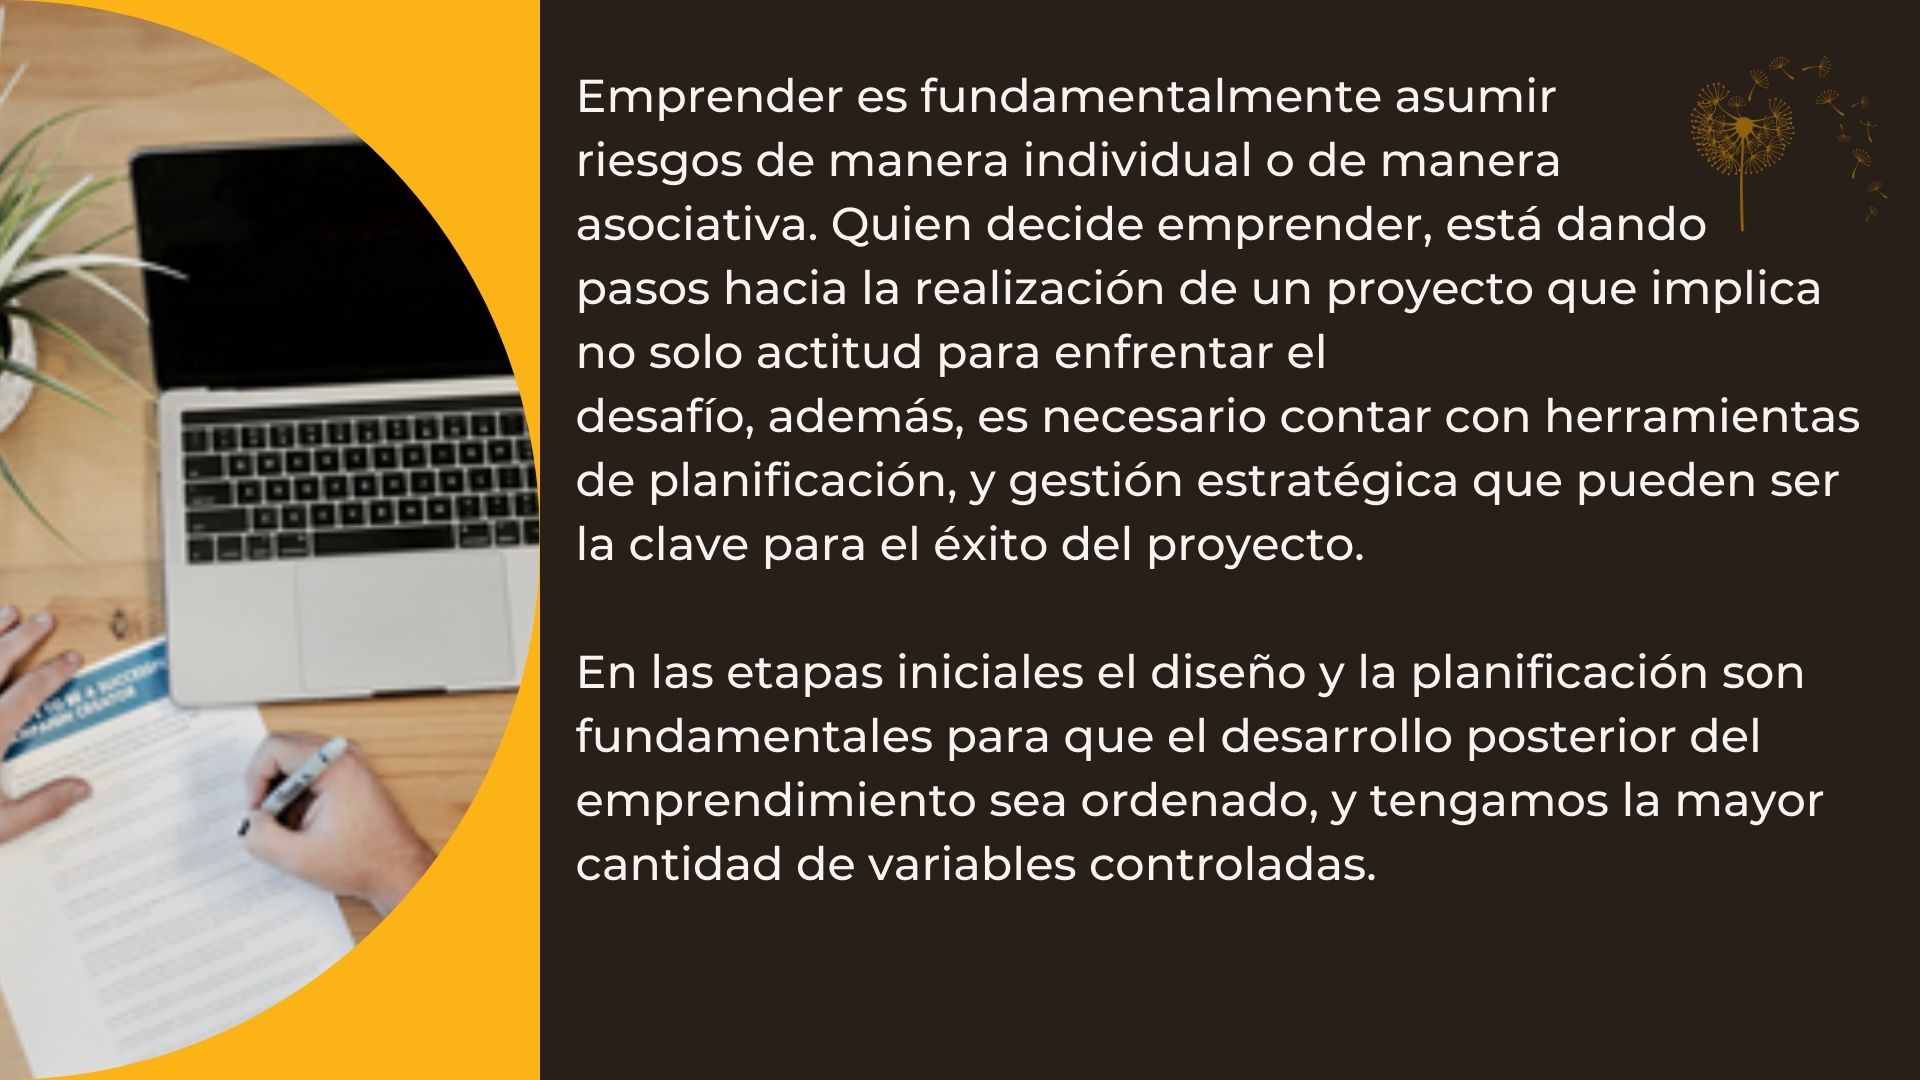 Emprender es fundamentalmente asumir
riesgos de manera individual o de manera
asociativa. Quien decide emprender, está dando
pasos hacia la realización de un proyecto que implica
no solo actitud para enfrentar el
desafío, además, es necesario contar con herramientas
de planificación, y gestión estratégica que pueden ser
la clave para el éxito del proyecto.
En las etapas iniciales el diseño y la planificación son
fundamentales para que el desarrollo posterior del
emprendimiento sea ordenado, y tengamos la mayor
cantidad de variables controladas.